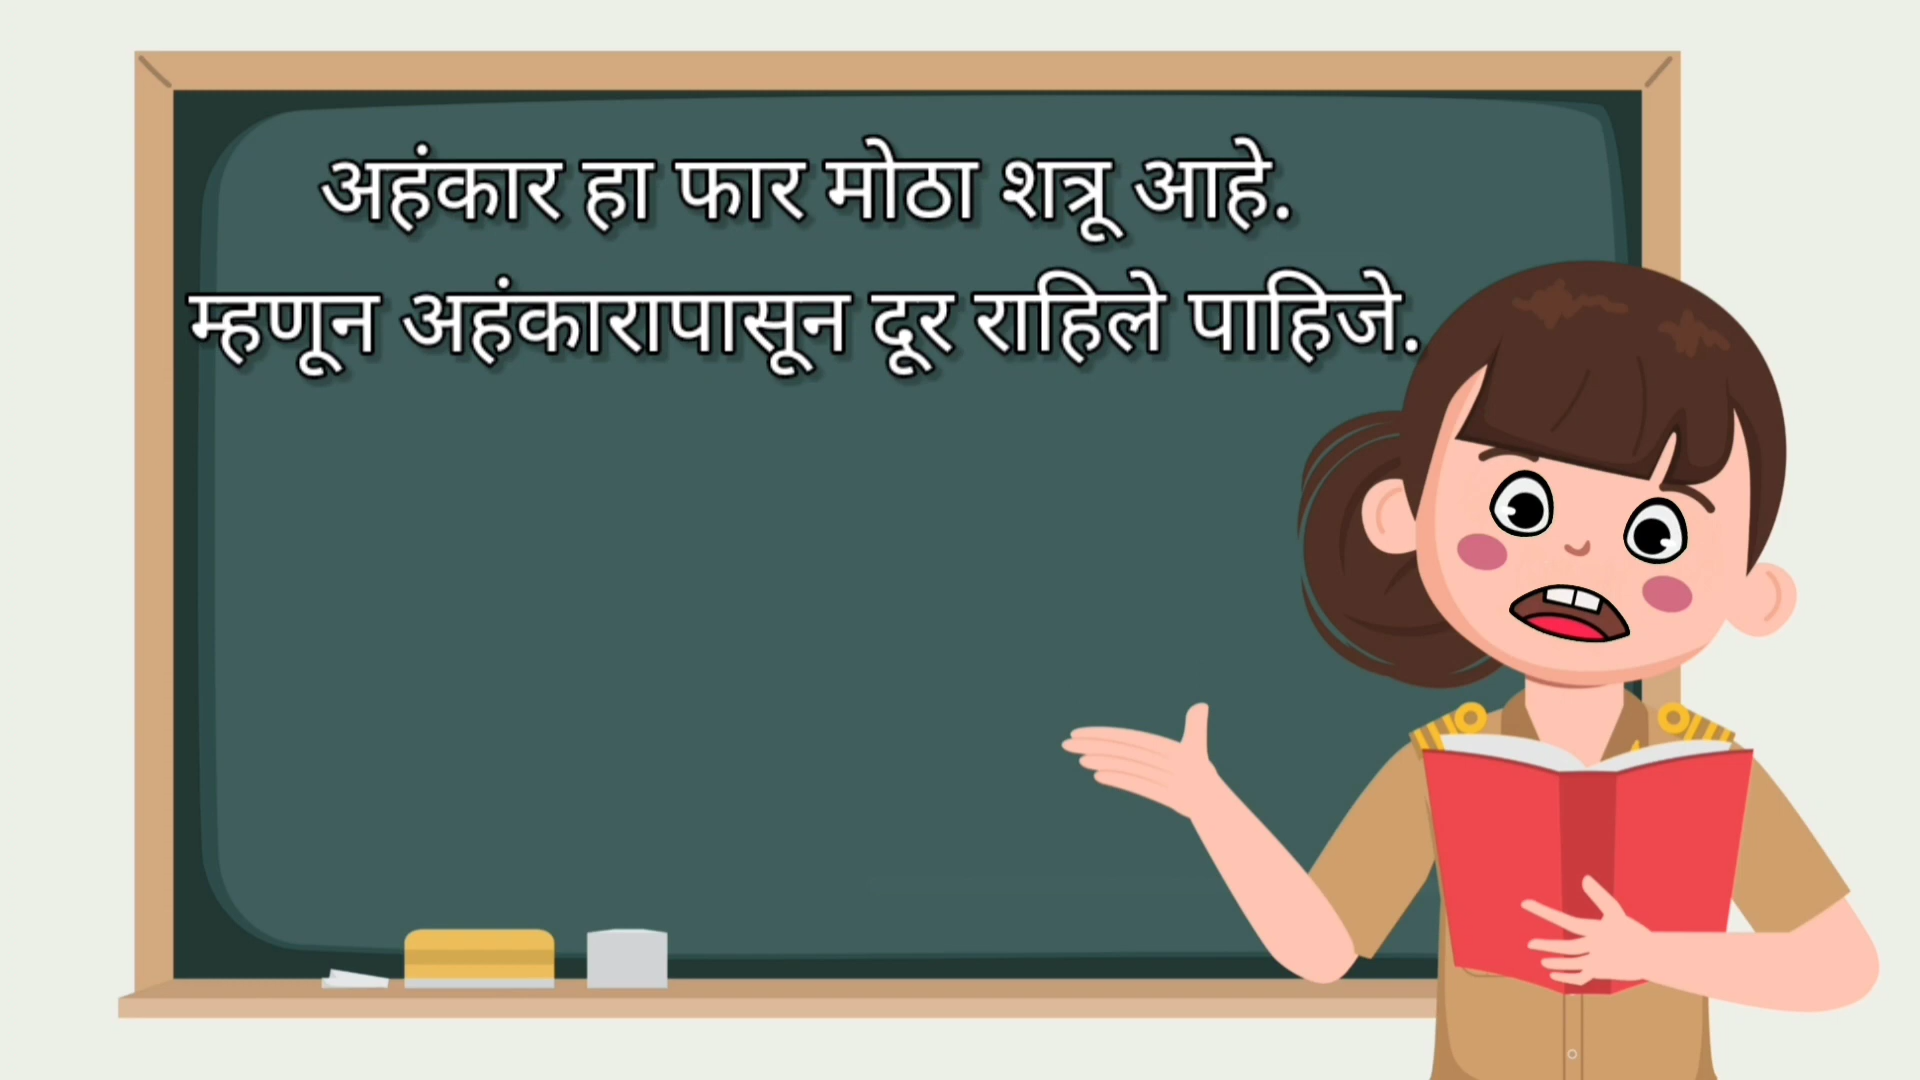 अहंकार हा फार मोठा शत्रू आहे.
म्हणून अहंकारापासून दूर राहिले पाहिजे.